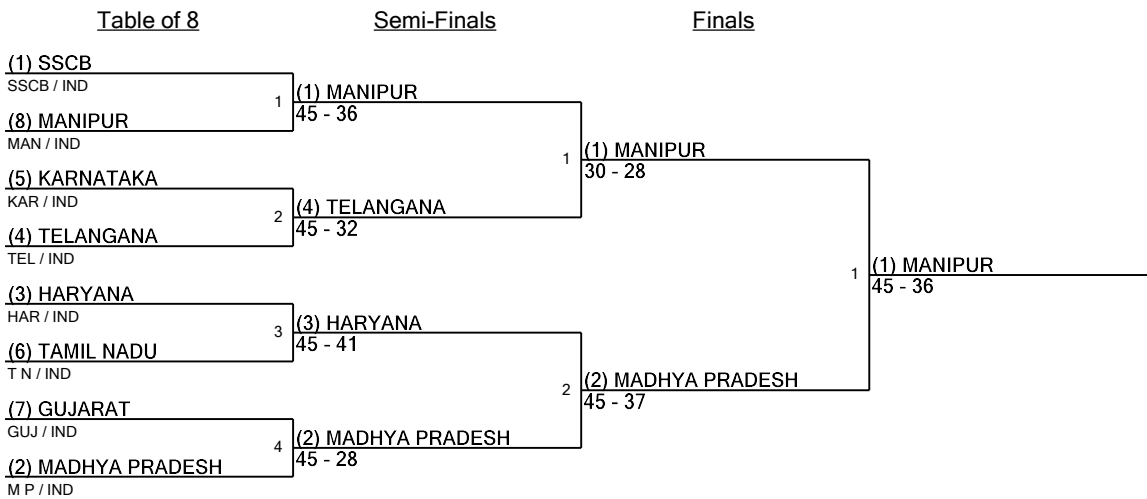 Table of 8
Semi-Finals
Finals
(1) SSCB
SSCB / IND
(8) MANIPUR
MAN / IND
(5) KARNATAKA
KAR / IND
(4) TELANGANA
TEL / IND
(3) HARYANA
HAR / IND
(6) TAMIL NADU
T N / IND
(7) GUJARAT
GUJ / IND
(2) MADHYA PRADESH
M P / IND
1
(1) MANIPUR
45 - 36
2
(4) TELANGANA
45 - 32
3
(3) HARYANA
45 - 41
4
(2) MADHYA PRADESH
45 - 28
1
(1) MANIPUR
30 - 28
2
(2) MADHYA PRADESH
45 - 37
1
(1) MANIPUR
45 - 36